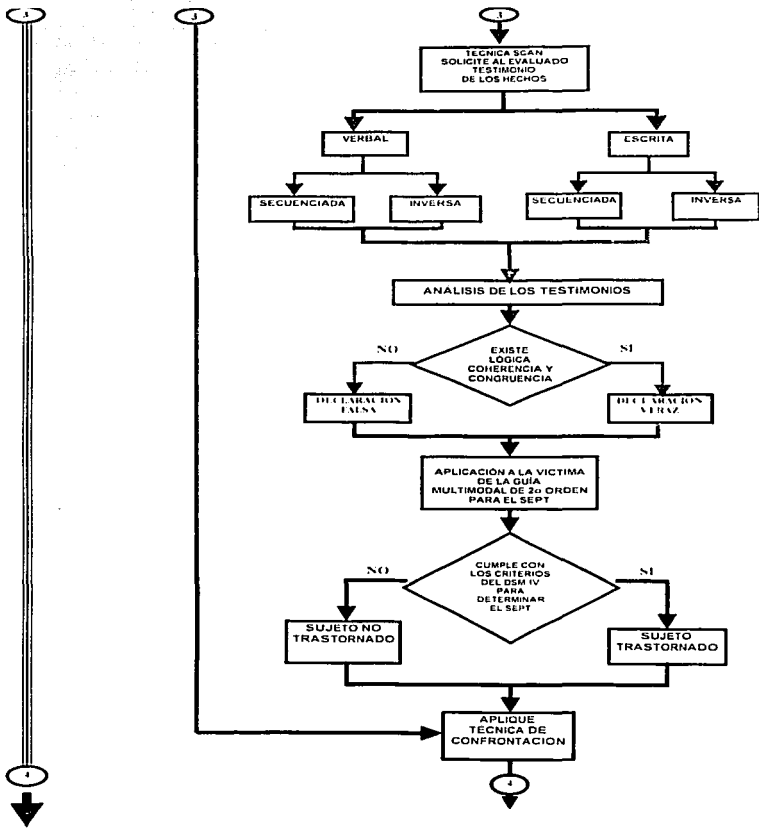 3
3
3
TECNICA SCAN
SOLICITE AL EVALUADO
TESTIMONIO
DE LOS HECHOS
VERBAL
ESCRITA
SECUENCIADA
INVERSA
SECUENCIADA
INVERSA
ANALISIS DE LOS TESTIMONIOS
NO
EXISTE
LÓGICA
COHERENCIA Y
CONGRUENCIA
SI
DECLARACION
FALSA
DECLARACION
VERAZ
APLICACIÓN A LA VICTIMA
DE LA GUÍA
MULTIMODAL DE 2o ORDEN
PARA EL SEPT
NO
CUMPLE CON
LOS CRITERIOS
DEL DSM IV
PARA
DETERMINAR
EL SEPT
SI
SUJETO NO
TRASTORNADO
SUJETO
TRASTORNADO
APLIQUE
TECNICA DE
CONFRONTACION
4
4